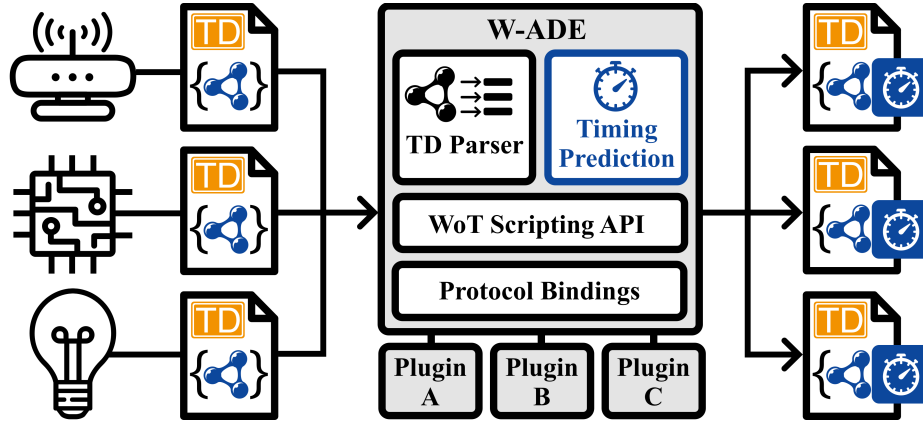 TD
TD
TD
W-ADE
TD Parser
Timing
Prediction
WoT Scripting API
Protocol Bindings
Plugin
A
Plugin
B
Plugin
C
TD
TD
TD